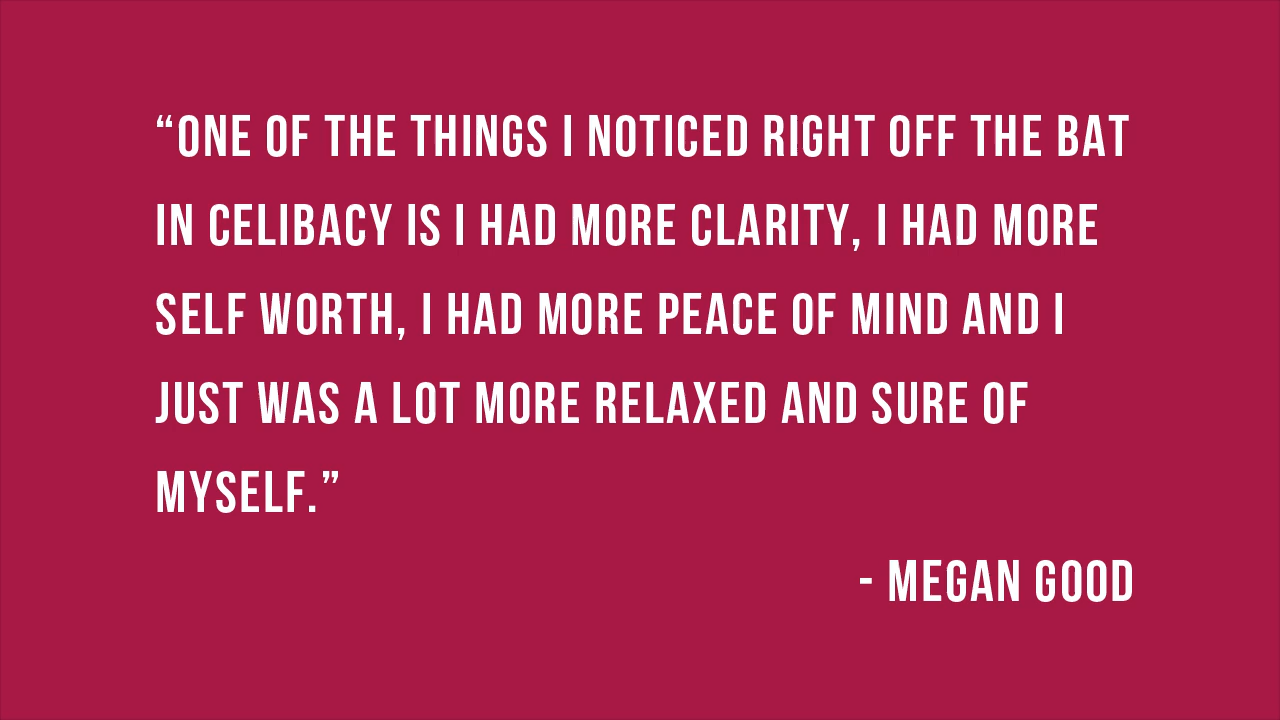 “ONE OF THE THINGS I NOTICED RIGHT OFF THE BAT
IN CELIBACY IS I HAD MORE CLARITY, I HAD MORE
SELF WORTH, I HAD MORE PEACE OF MIND AND I
JUST WAS A LOT MORE RELAXED AND SURE OF
MYSELF.”
- MEGAN GOOD